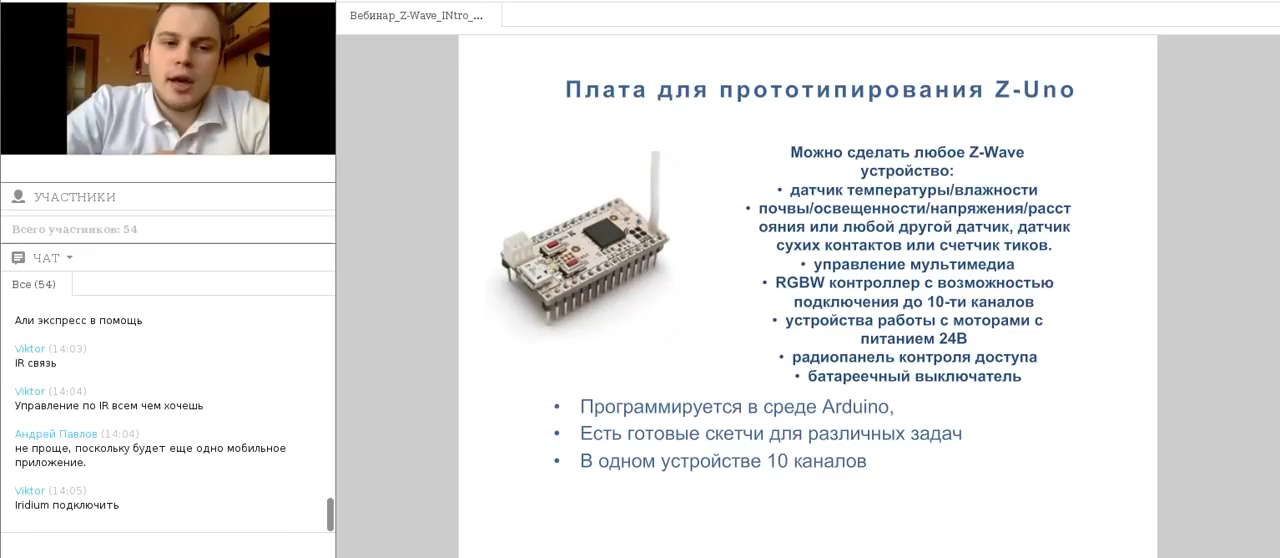 УЧАСТНИКИ
Всего участников: 54
ЧАТ
Все (54)
Али экспресс в помощь
Viktor (14:03)
IR связь
Viktor (14:04)
Управление по IR всем чем хочешь
Андрей Павлов (14:04)
не проще, поскольку будет еще одно мобильное
приложение.
Viktor (14:05)
Iridium подключить
Вебинар_Z-Wave_INtro_...
Плата для прототипирования Z-Uno
Можно сделать любое Z-Wave
устройство:
• датчик температуры/влажности
• почвы/освещенности/напряжения/расст
ояния или любой другой датчик, датчик
сухих контактов или счетчик тиков.
• управление мультимедиа
• RGBW контроллер с возможностью
подключения до 10-ти каналов
• устройства работы с моторами с
питанием 24В
• радиопанель контроля доступа
• батареечный выключатель
• Программируется в среде Arduino,
• Есть готовые скетчи для различных задач
• В одном устройстве 10 каналов